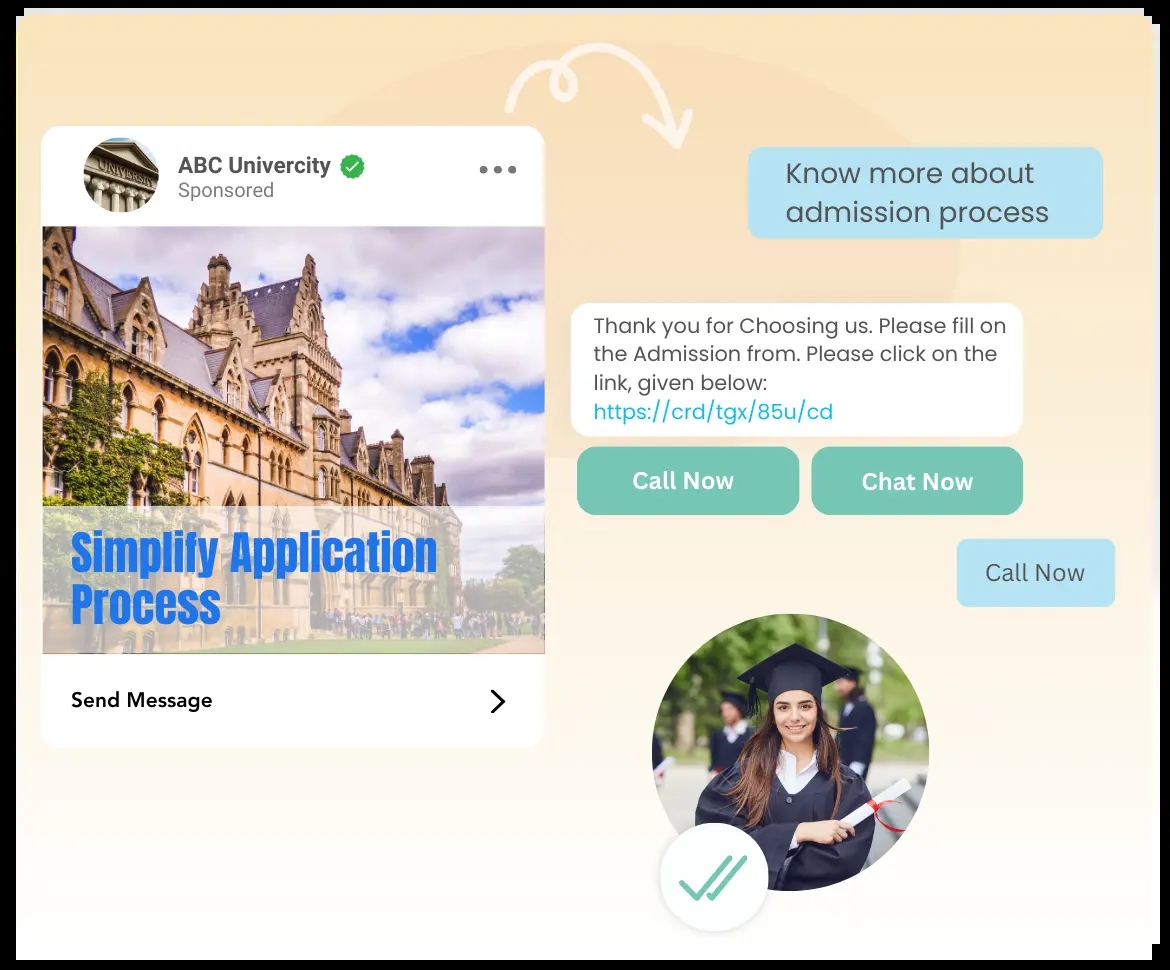 UNIVERSITY
ABC Univercity
Sponsored
Simplify Application
Process
Send Message
Know more about
admission process
Thank you for Choosing us. Please fill on
the Admission from. Please click on the
link, given below:
https://crd/tgx/85u/cd
Call Now
Chat Now
Call Now